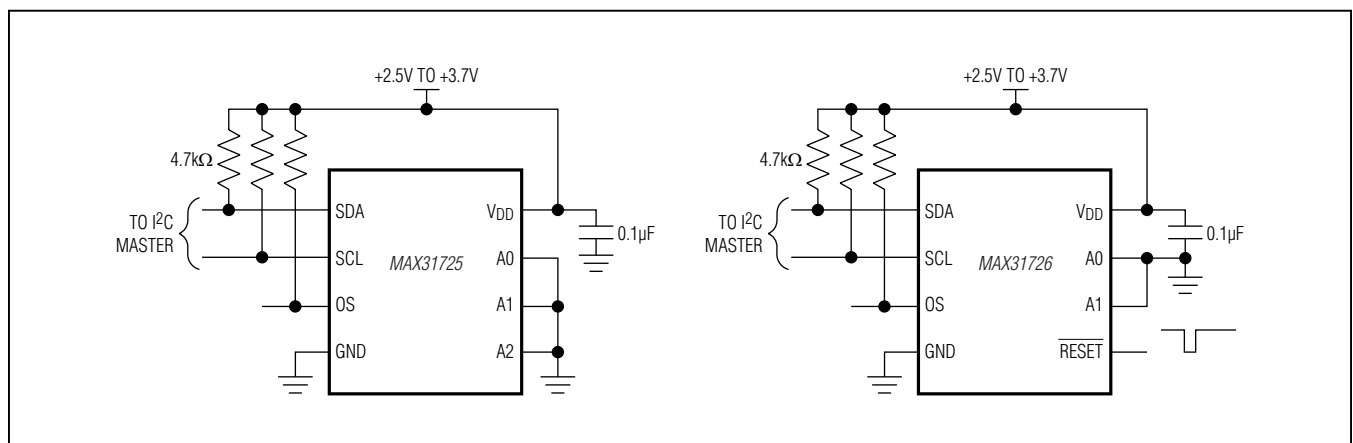 +2.5V TO +3.7V
4.7kΩ
TO I²C
MASTER
SDA
SCL
OS
GND
MAX31725
VDD
A0
A1
A2
0.1µF
+2.5V TO +3.7V
4.7kΩ
TO I²C
MASTER
SDA
SCL
OS
GND
MAX31726
VDD
A0
A1
RESET
0.1µF